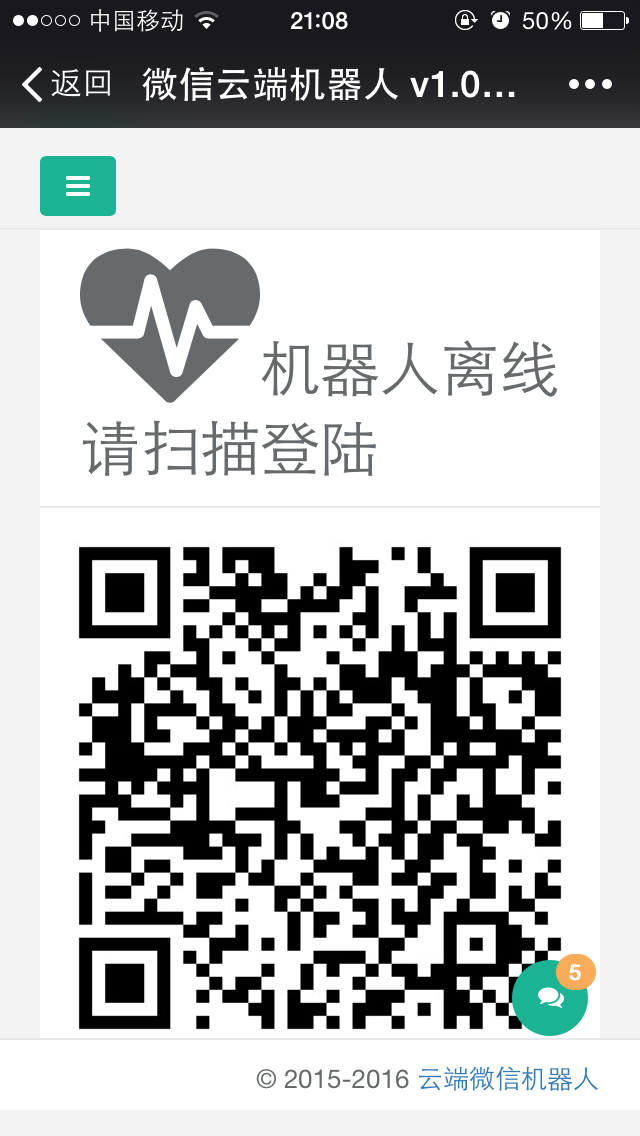 中国移动 21:08 50%
返回 微信云端机器人 v1.0...
机器人离线
请扫描登陆
5
© 2015-2016 云端微信机器人